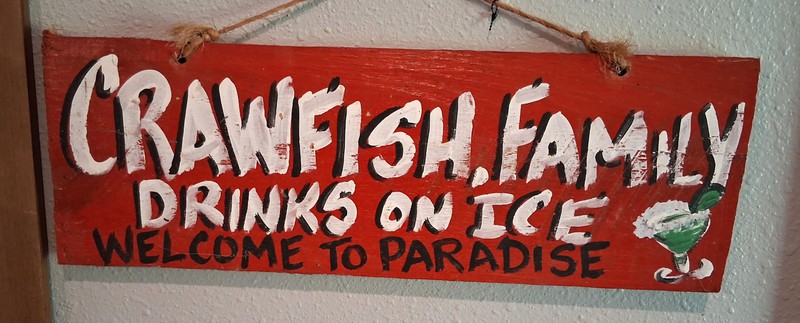 CRAWFISH, FAMILY
DRINKS ON ICE
WELCOME TO PARADISE